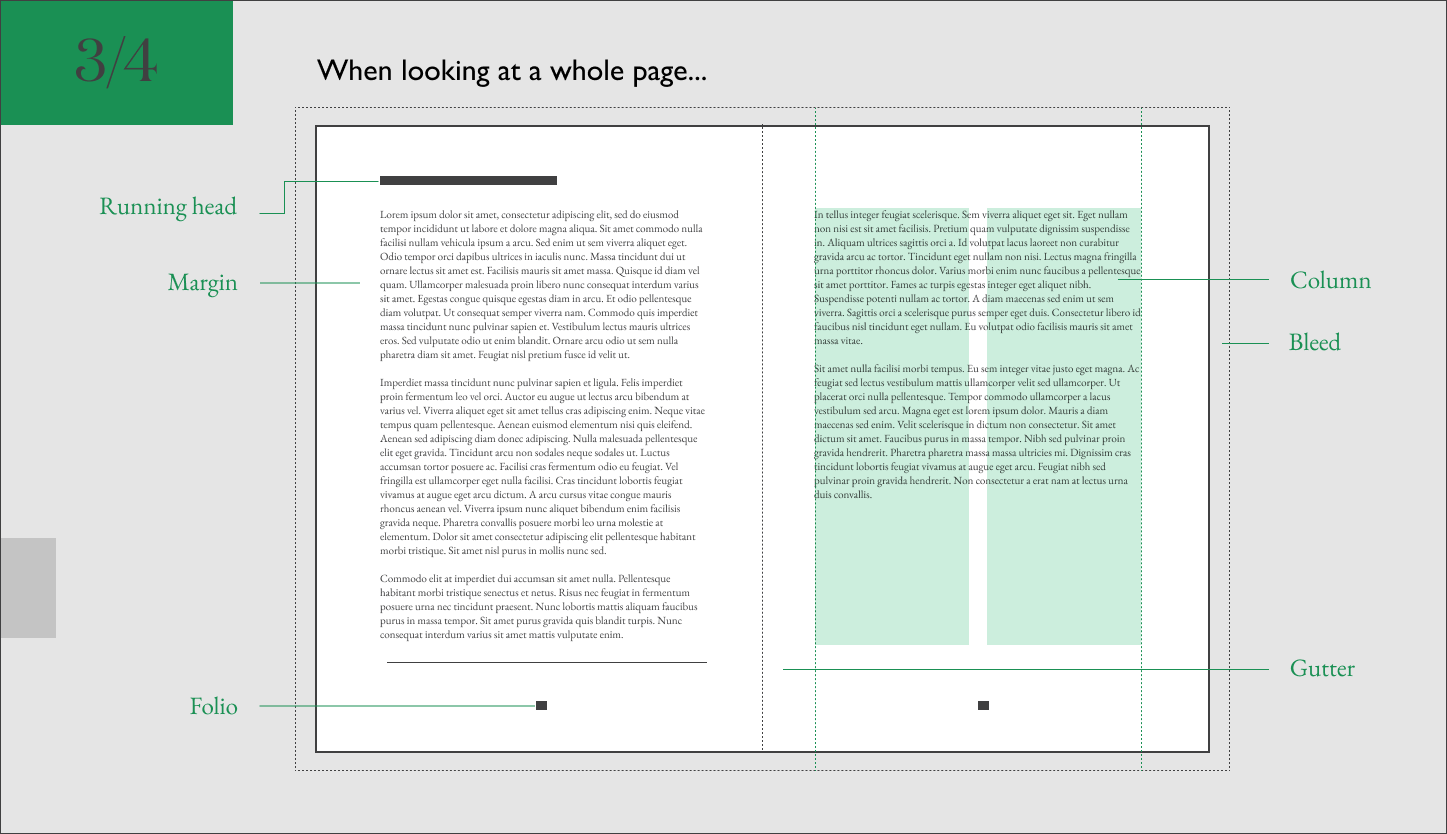 3/4
When looking at a whole page...
Running head
Margin
Folio
Lorem ipsum dolor sit amet, consectetur adipiscing elit, sed do eiusmod
tempor incididunt ut labore et dolore magna aliqua. Sit amet commodo nulla
facilisi nullam vehicula ipsum a arcu. Sed enim ut sem viverra aliquet eget.
Odio tempor orci dapibus ultrices in iaculis nunc. Massa tincidunt dui ut
ornare lectus sit amet est. Facilisis mauris sit amet massa. Quisque id diam vel
quam. Ullamcorper malesuada proin libero nunc consequat interdum varius
sit amet. Egestas congue quisque egestas diam in arcu. Et odio pellentesque
diam volutpat. Ut consequat semper viverra nam. Commodo quis imperdiet
massa tincidunt nunc pulvinar sapien et. Vestibulum lectus mauris ultrices
eros. Sed vulputate odio ut enim blandit. Ornare arcu odio ut sem nulla
pharetra diam sit amet. Feugiat nisl pretium fusce id velit ut.
Imperdiet massa tincidunt nunc pulvinar sapien et ligula. Felis imperdiet
proin fermentum leo vel orci. Auctor eu augue ut lectus arcu bibendum at
varius vel. Viverra aliquet eget sit amet tellus cras adipiscing enim. Neque vitae
tempus quam pellentesque. Aenean euismod elementum nisi quis eleifend.
Aenean sed adipiscing diam donec adipiscing. Nulla malesuada pellentesque
elit eget gravida. Tincidunt arcu non sodales neque sodales ut. Luctus
accumsan tortor posuere ac. Facilisi cras fermentum odio eu feugiat. Vel
fringilla est ullamcorper eget nulla facilisi. Cras tincidunt lobortis feugiat
vivamus at augue eget arcu dictum. A arcu cursus vitae congue mauris
rhoncus aenean vel. Viverra ipsum nunc aliquet bibendum enim facilisis
gravida neque. Pharetra convallis posuere morbi leo urna molestie at
elementum. Dolor sit amet consectetur adipiscing elit pellentesque habitant
morbi tristique. Sit amet nisl purus in mollis nunc sed.
Commodo elit at imperdiet dui accumsan sit amet nulla. Pellentesque
habitant morbi tristique senectus et netus. Risus nec feugiat in fermentum
posuere urna nec tincidunt praesent. Nunc lobortis mattis aliquam faucibus
purus in massa tempor. Sit amet purus gravida quis blandit turpis. Nunc
consequat interdum varius sit amet mattis vulputate enim.
In tellus integer feugiat scelerisque. Sem viverra aliquet eget sit. Eget nullam
non nisi est sit amet facilisis. Pretium quam vulputate dignissim suspendisse
in. Aliquam ultrices sagittis orci a. Id volutpat lacus laoreet non curabitur
gravida arcu ac tortor. Tincidunt eget nullam non nisi. Lectus magna fringilla
urna porttitor rhoncus dolor. Varius morbi enim nunc faucibus a pellentesque
sit amet porttitor. Fames ac turpis egestas integer eget aliquet nibh.
Suspendisse potenti nullam ac tortor. A diam maecenas sed enim ut sem
viverra. Sagittis orci a scelerisque purus semper eget duis. Consectetur libero id
faucibus nisl tincidunt eget nullam. Eu volutpat odio facilisis mauris sit amet
massa vitae.
Sit amet nulla facilisi morbi tempus. Eu sem integer vitae justo eget magna. Ac
feugiat sed lectus vestibulum mattis ullamcorper velit sed ullamcorper. Ut
placerat orci nulla pellentesque. Tempor commodo ullamcorper a lacus
vestibulum sed arcu. Magna eget est lorem ipsum dolor. Mauris a diam
maecenas sed enim. Velit scelerisque in dictum non consectetur. Sit amet
dictum sit amet. Faucibus purus in massa tempor. Nibh sed pulvinar proin
gravida hendrerit. Pharetra pharetra massa massa ultricies mi. Dignissim cras
tincidunt lobortis feugiat vivamus at augue eget arcu. Feugiat nibh sed
pulvinar proin gravida hendrerit. Non consectetur a erat nam at lectus urna
duis convallis.
Column
Bleed
Gutter